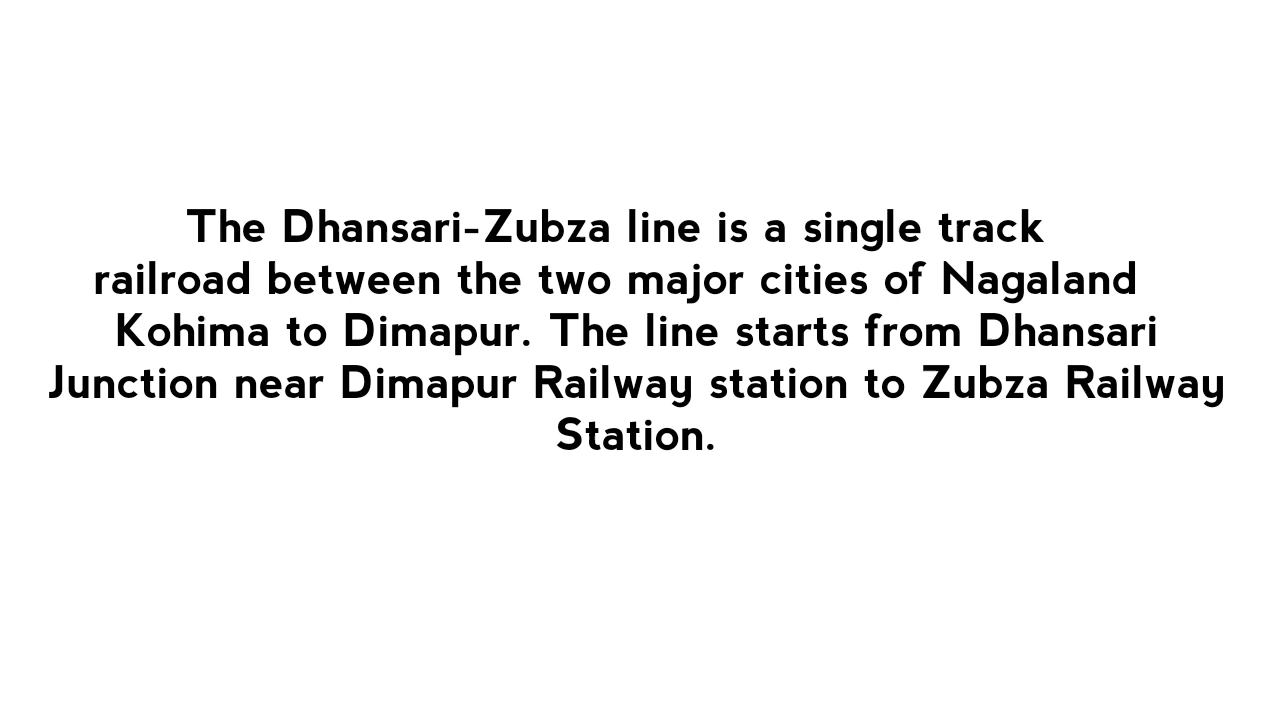 The Dhansari-Zubza line is a single track
railroad between the two major cities of Nagaland
Kohima to Dimapur. The line starts from Dhansari
Junction near Dimapur Railway station to Zubza Railway
Station.